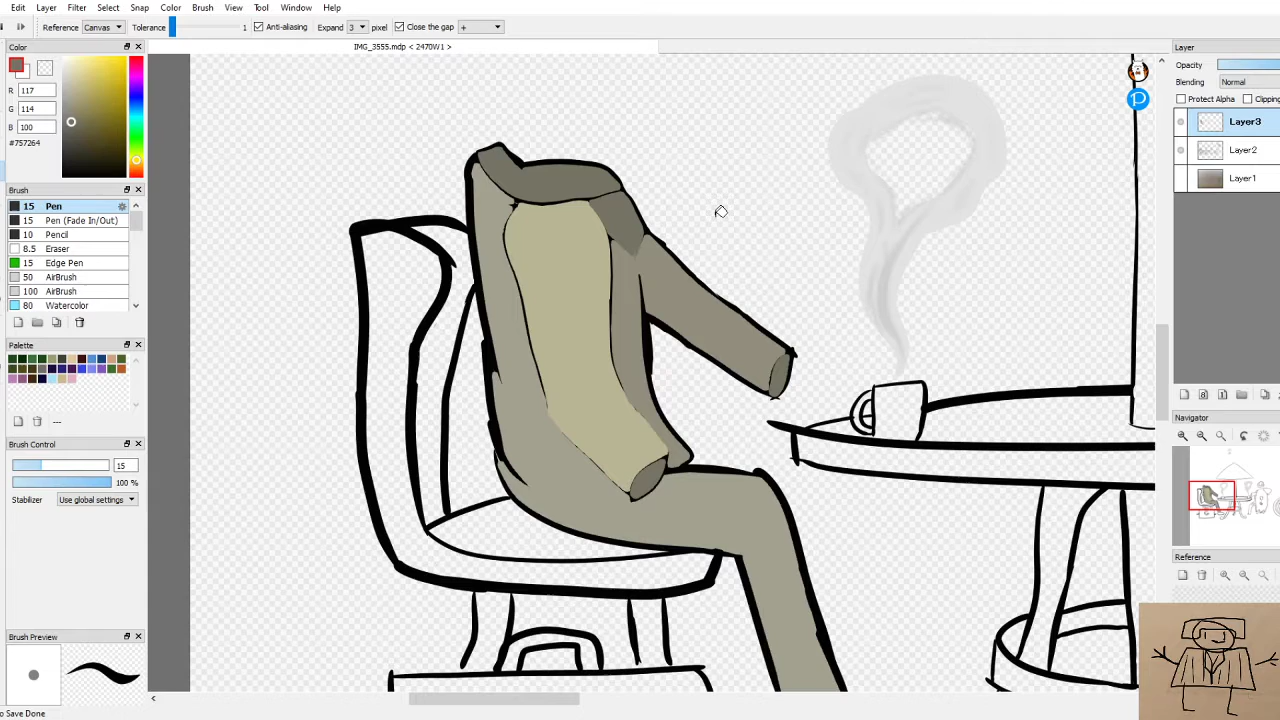 Edit Layer Filter Select Snap Color Brush View Tool Window Help
Reference Canvas Tolerance 1 Anti-aliasing Expand 3 pixel Close the gap +
IMG_3555.mdp < 2470W1 >
Color
R 117
G 114
B 100
#757264
Brush
15 Pen
15 Pen (Fade In/Out)
10 Pencil
8.5 Eraser
15 Edge Pen
50 AirBrush
100 AirBrush
80 Watercolor
Palette
---
Brush Control
15
100 %
Stabilizer Use global settings
Brush Preview
o Save Done
Layer
Opacity
Blending Normal
Protect Alpha Clipping
Layer3
Layer2
Layer1
Navigator
Reference